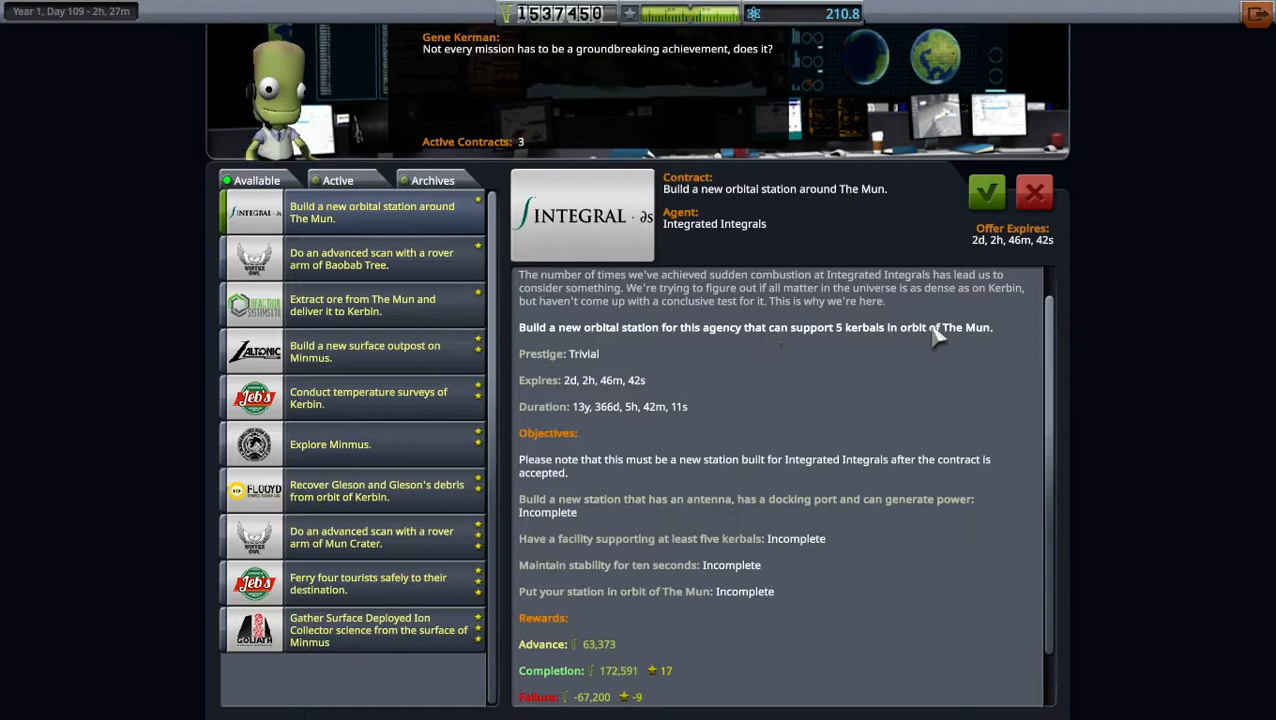 Year 1, Day 109 - 2h, 27m
1537450
210.8
Gene Kerman:
Not every mission has to be a groundbreaking achievement, does it?
Active Contracts: 3
Available
Active
Archives
Build a new orbital station around
The Mun.
Do an advanced scan with a rover
arm of Baobab Tree.
Extract ore from The Mun and
deliver it to Kerbin.
Build a new surface outpost on
Minmus.
Conduct temperature surveys of
Kerbin.
Explore Minmus.
Recover Gleson and Gleson's debris
from orbit of Kerbin.
Do an advanced scan with a rover
arm of Mun Crater.
Ferry four tourists safely to their
destination.
Gather Surface Deployed Ion
Collector science from the surface of
Minmus
INTEGRAL · ∂s
WINTER
OWL
REACTION
SYSTEMS LTD
ZALTONIC
Jeb's
FLOOYD
WINTER
OWL
Jeb's
GOLIATH
∫INTEGRAL · ∂s
Contract:
Build a new orbital station around The Mun.
Agent:
Integrated Integrals
Offer Expires:
2d, 2h, 46m, 42s
The number of times we've achieved sudden combustion at Integrated Integrals has lead us to
consider something. We're trying to figure out if all matter in the universe is as dense as on Kerbin,
but haven't come up with a conclusive test for it. This is why we're here.
Build a new orbital station for this agency that can support 5 kerbals in orbit of The Mun.
Prestige: Trivial
Expires: 2d, 2h, 46m, 42s
Duration: 13y, 366d, 5h, 42m, 11s
Objectives:
Please note that this must be a new station built for Integrated Integrals after the contract is
accepted.
Build a new station that has an antenna, has a docking port and can generate power:
Incomplete
Have a facility supporting at least five kerbals: Incomplete
Maintain stability for ten seconds: Incomplete
Put your station in orbit of The Mun: Incomplete
Rewards:
Advance: 63,373
Completion: 172,591 17
Failure: -67,200 -9